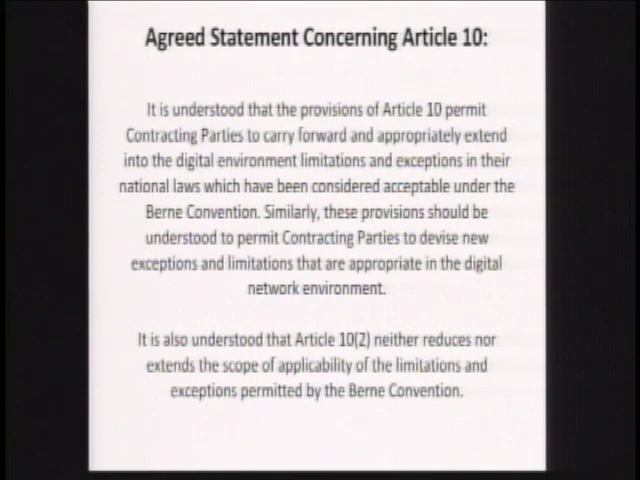 Agreed Statement Concerning Article 10:
It is understood that the provisions of Article 10 permit
Contracting Parties to carry forward and appropriately extend
into the digital environment limitations and exceptions in their
national laws which have been considered acceptable under the
Berne Convention. Similarly, these provisions should be
understood to permit Contracting Parties to devise new
exceptions and limitations that are appropriate in the digital
network environment.
It is also understood that Article 10(2) neither reduces nor
extends the scope of applicability of the limitations and
exceptions permitted by the Berne Convention.